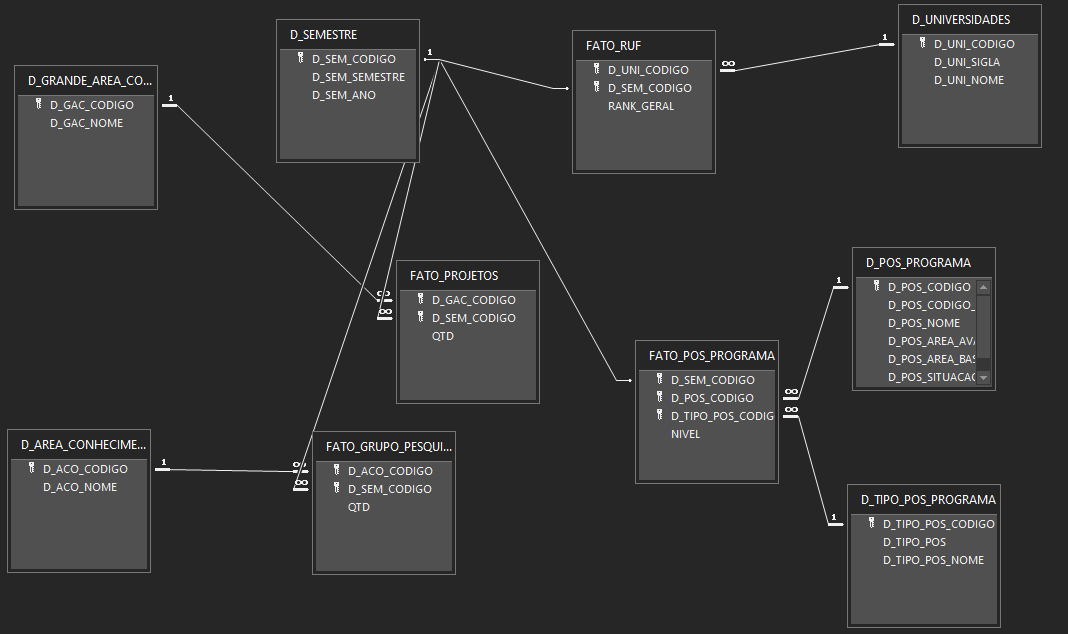 D_GRANDE_AREA_CO...
D_GAC_CODIGO
D_GAC_NOME
1
D_SEMESTRE
D_SEM_CODIGO
D_SEM_SEMESTRE
D_SEM_ANO
1
FATO_RUF
D_UNI_CODIGO
D_SEM_CODIGO
RANK_GERAL
∞
1
D_UNIVERSIDADES
D_UNI_CODIGO
D_UNI_SIGLA
D_UNI_NOME
FATO_PROJETOS
D_GAC_CODIGO
D_SEM_CODIGO
QTD
∞
∞
FATO_POS_PROGRAMA
D_SEM_CODIGO
D_POS_CODIGO
D_TIPO_POS_CODIG
NIVEL
∞
∞
1
D_POS_PROGRAMA
D_POS_CODIGO
D_POS_CODIGO_
D_POS_NOME
D_POS_AREA_AVA
D_POS_AREA_BAS
D_POS_SITUACAO
D_AREA_CONHECIME...
D_ACO_CODIGO
D_ACO_NOME
1
FATO_GRUPO_PESQUI...
D_ACO_CODIGO
D_SEM_CODIGO
QTD
∞
∞
1
D_TIPO_POS_PROGRAMA
D_TIPO_POS_CODIGO
D_TIPO_POS
D_TIPO_POS_NOME